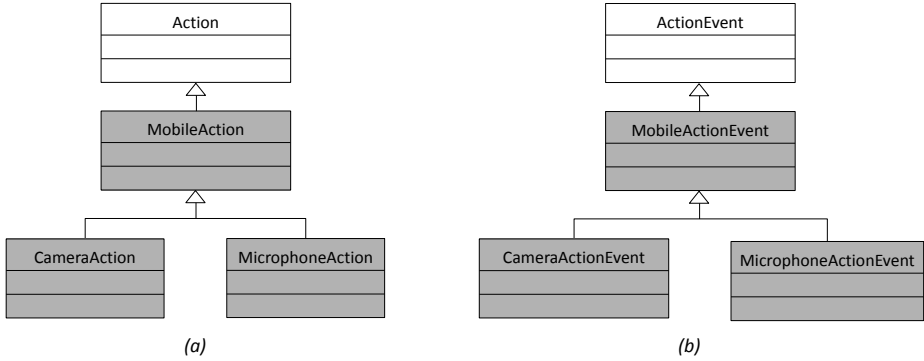 Action
MobileAction
CameraAction
MicrophoneAction
(a)
ActionEvent
MobileActionEvent
CameraActionEvent
MicrophoneActionEvent
(b)